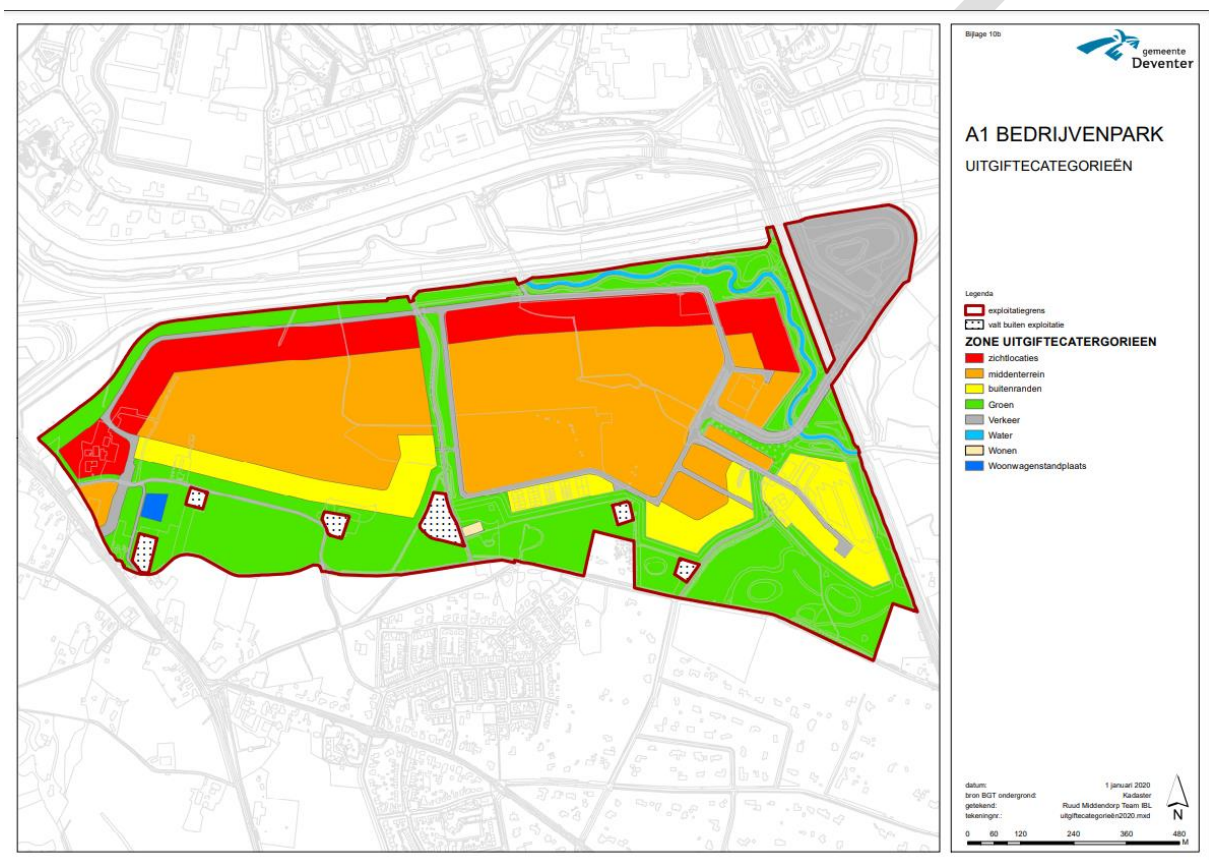 Bijlage 10b
gemeente
Deventer
A1 BEDRIJVENPARK
UITGIFTECATEGORIEËN
Legenda
exploitatiegrens
valt buiten exploitatie
ZONE UITGIFTECATERGORIEEN
zichtlocaties
middenterrein
buitenranden
Groen
Verkeer
Water
Wonen
Woonwagenstandplaats
datum: 1 januari 2020
bron BGT ondergrond: Kadaster
getekend: Ruud Middendorp Team IBL
tekeningnr.: uitgiftecategorieën2020.mxd
N
0 60 120 240 360 480
M